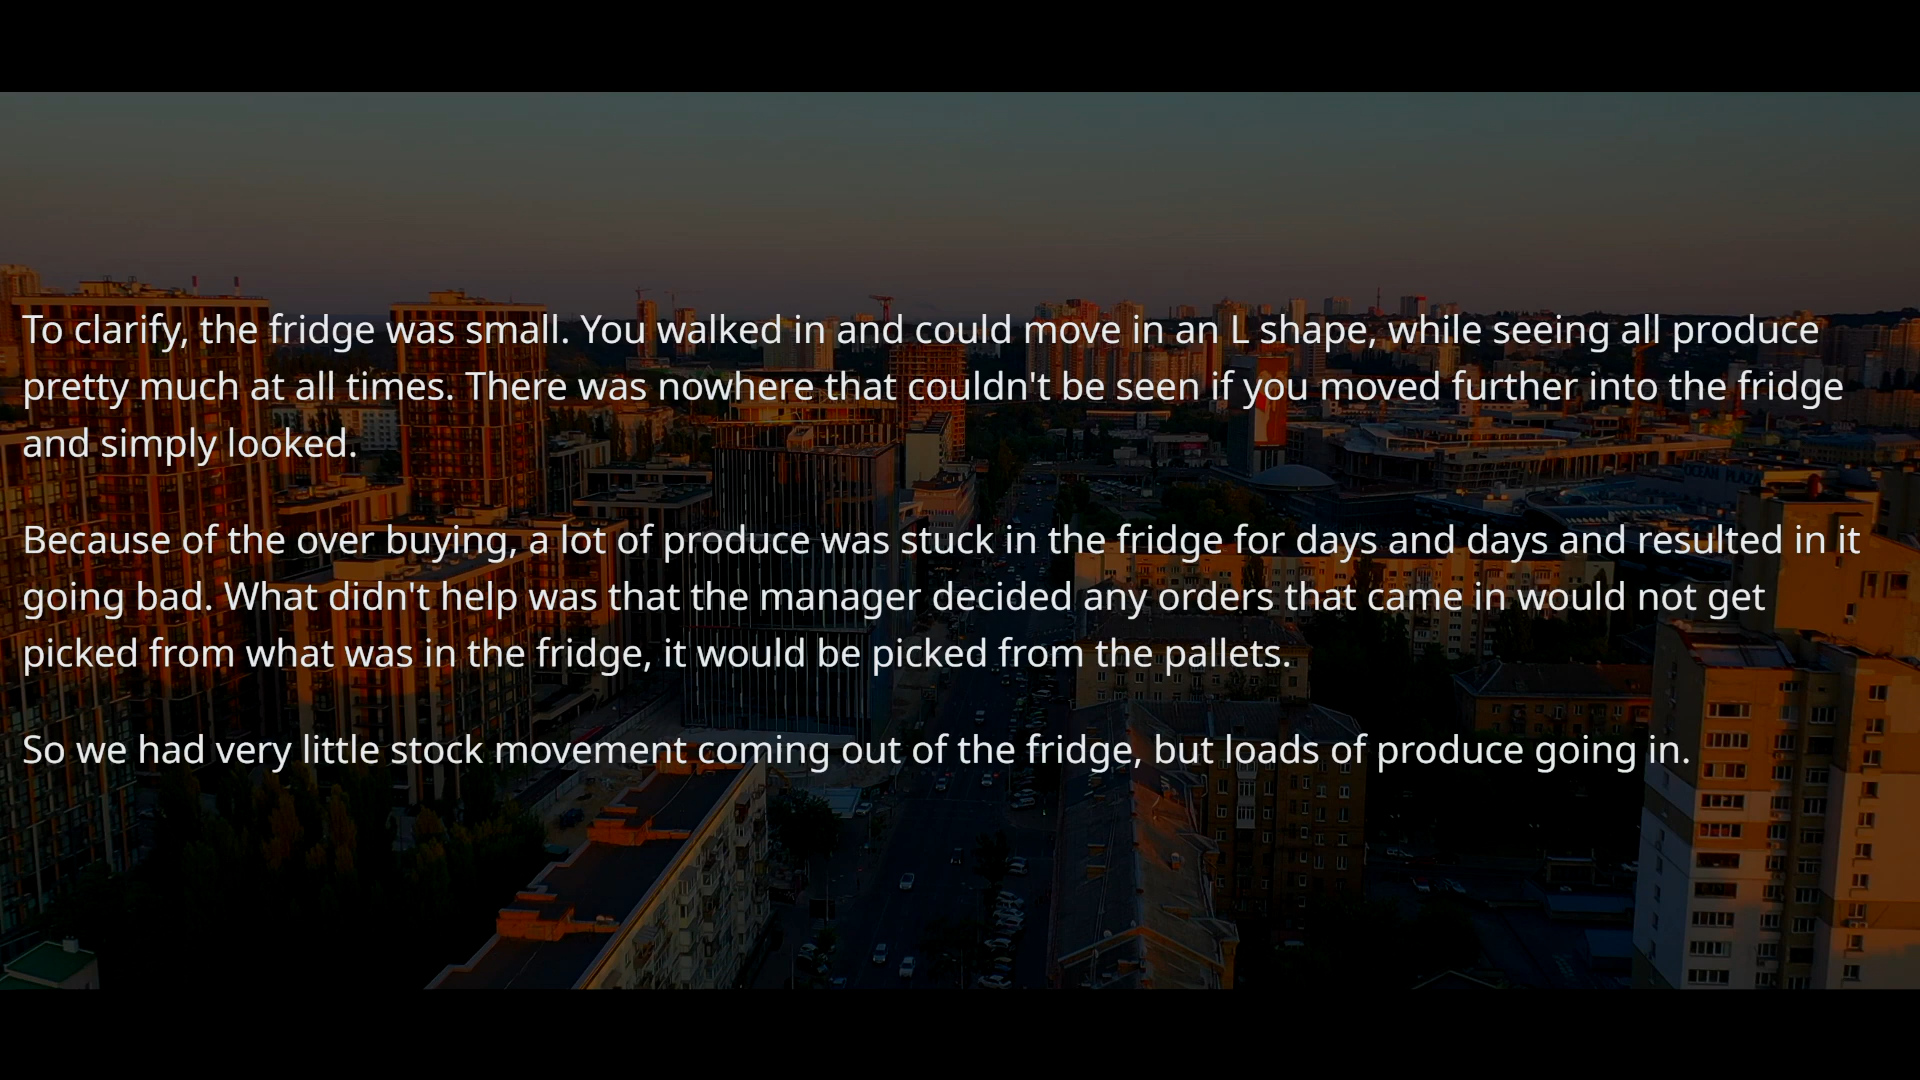 To clarify, the fridge was small. You walked in and could move in an L shape, while seeing all produce
pretty much at all times. There was nowhere that couldn't be seen if you moved further into the fridge
and simply looked.
Because of the over buying, a lot of produce was stuck in the fridge for days and days and resulted in it
going bad. What didn't help was that the manager decided any orders that came in would not get
picked from what was in the fridge, it would be picked from the pallets.
So we had very little stock movement coming out of the fridge, but loads of produce going in.
OCEAN PLAZA